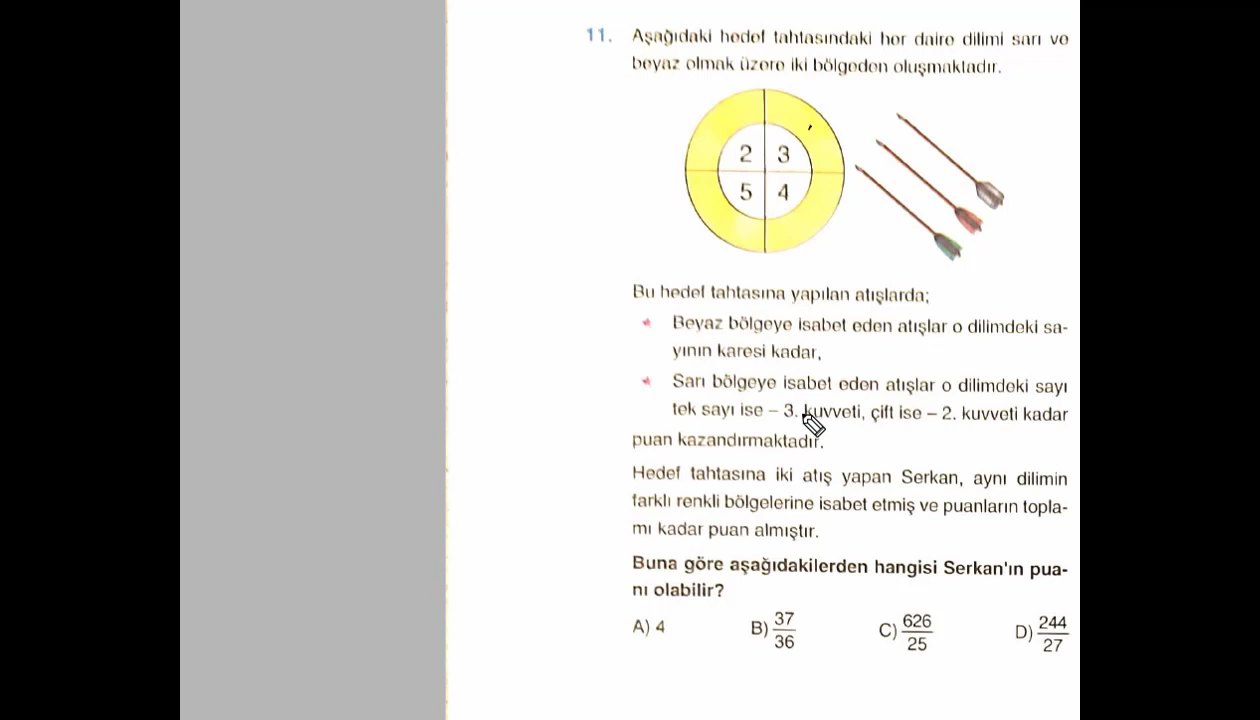 11. Aşağıdaki hedef tahtasındaki her daire dilimi sarı ve
beyaz olmak üzere iki bölgeden oluşmaktadır.
2 3
5 4
Bu hedef tahtasına yapılan atışlarda;
* Beyaz bölgeye isabet eden atışlar o dilimdeki sa-
yının karesi kadar,
* Sarı bölgeye isabet eden atışlar o dilimdeki sayı
tek sayı ise – 3. kuvveti, çift ise – 2. kuvveti kadar
puan kazandırmaktadır.
Hedef tahtasına iki atış yapan Serkan, aynı dilimin
farklı renkli bölgelerine isabet etmiş ve puanların topla-
mı kadar puan almıştır.
Buna göre aşağıdakilerden hangisi Serkan'ın pua-
nı olabilir?
A) 4 B) 37/36 C) 626/25 D) 244/27